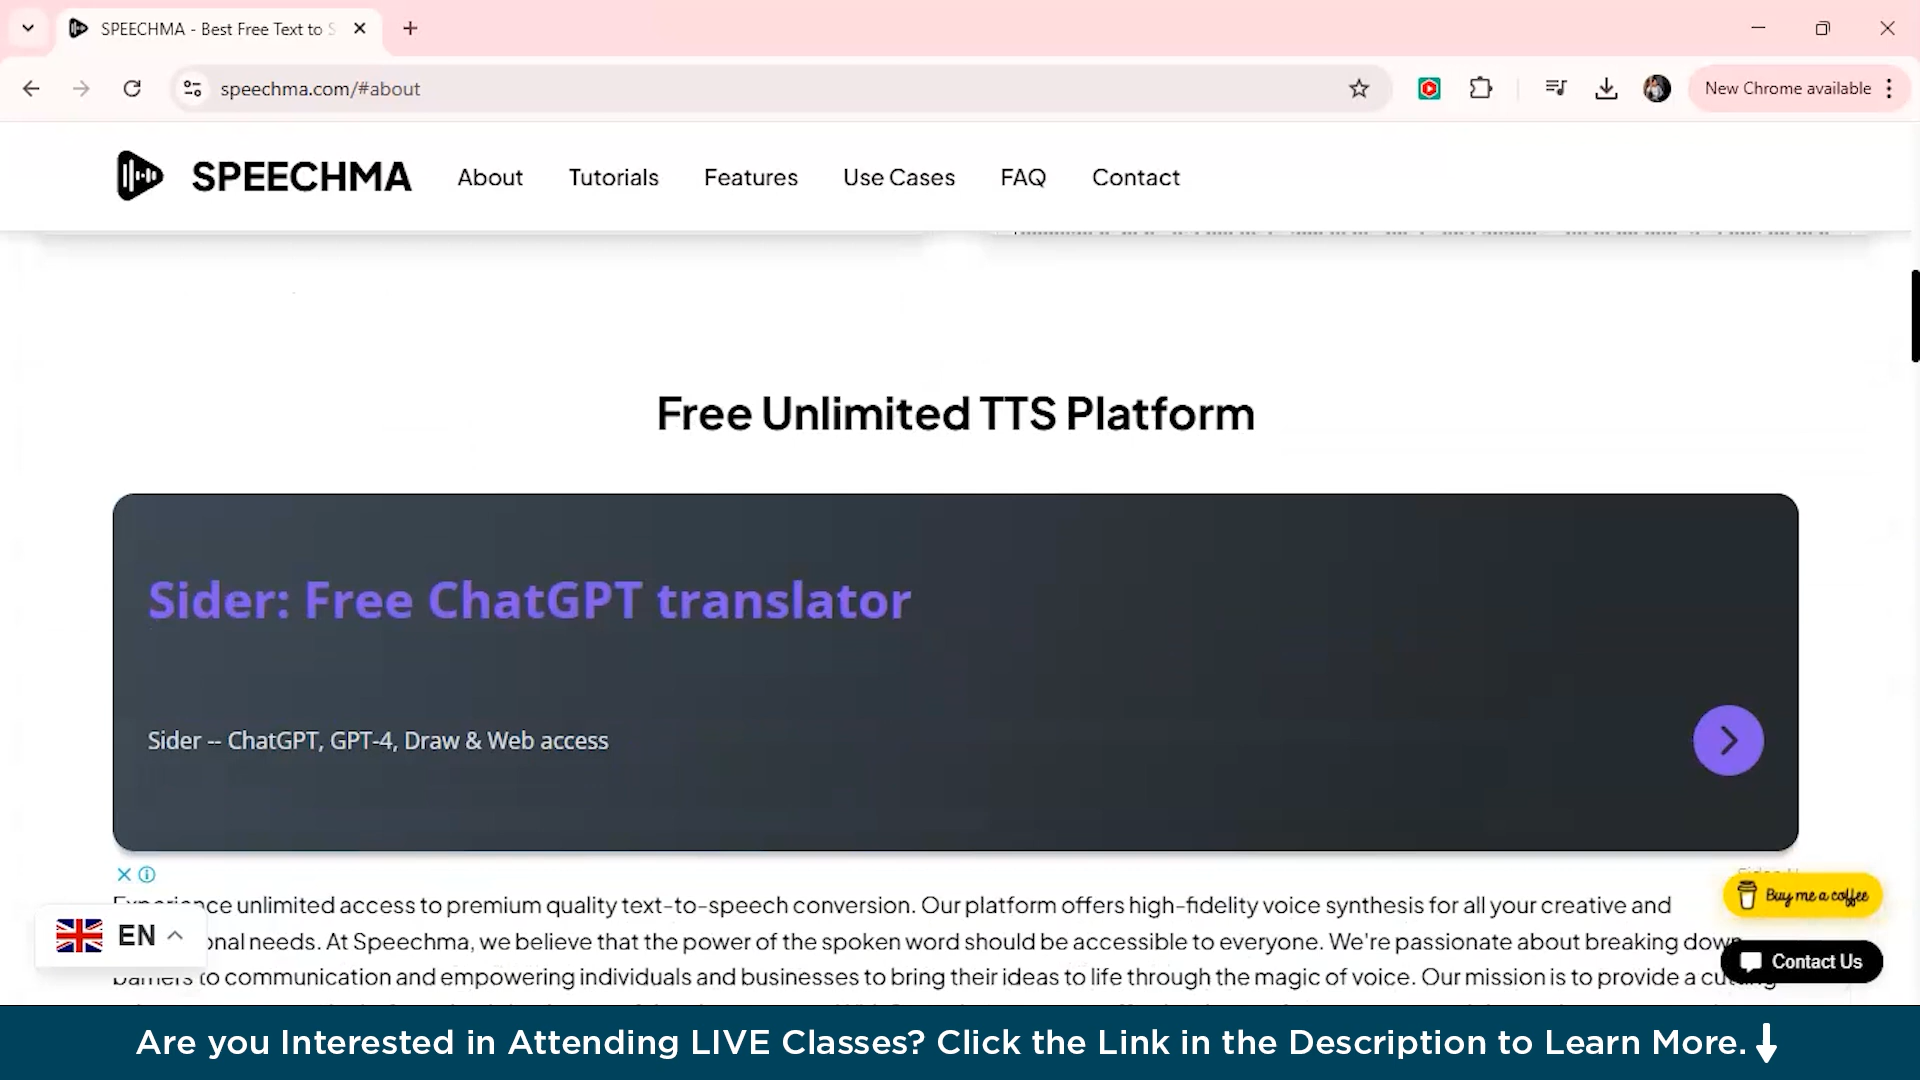 SPEECHMA - Best Free Text to S
speechma.com/#about
New Chrome available
SPEECHMA
About
Tutorials
Features
Use Cases
FAQ
Contact
Free Unlimited TTS Platform
Sider: Free ChatGPT translator
Sider -- ChatGPT, GPT-4, Draw & Web access
Experience unlimited access to premium quality text-to-speech conversion. Our platform offers high-fidelity voice synthesis for all your creative and
onal needs. At Speechma, we believe that the power of the spoken word should be accessible to everyone. We're passionate about breaking down
barriers to communication and empowering individuals and businesses to bring their ideas to life through the magic of voice. Our mission is to provide a cutting
Buy me a coffee
EN
Contact Us
Are you Interested in Attending LIVE Classes? Click the Link in the Description to Learn More.